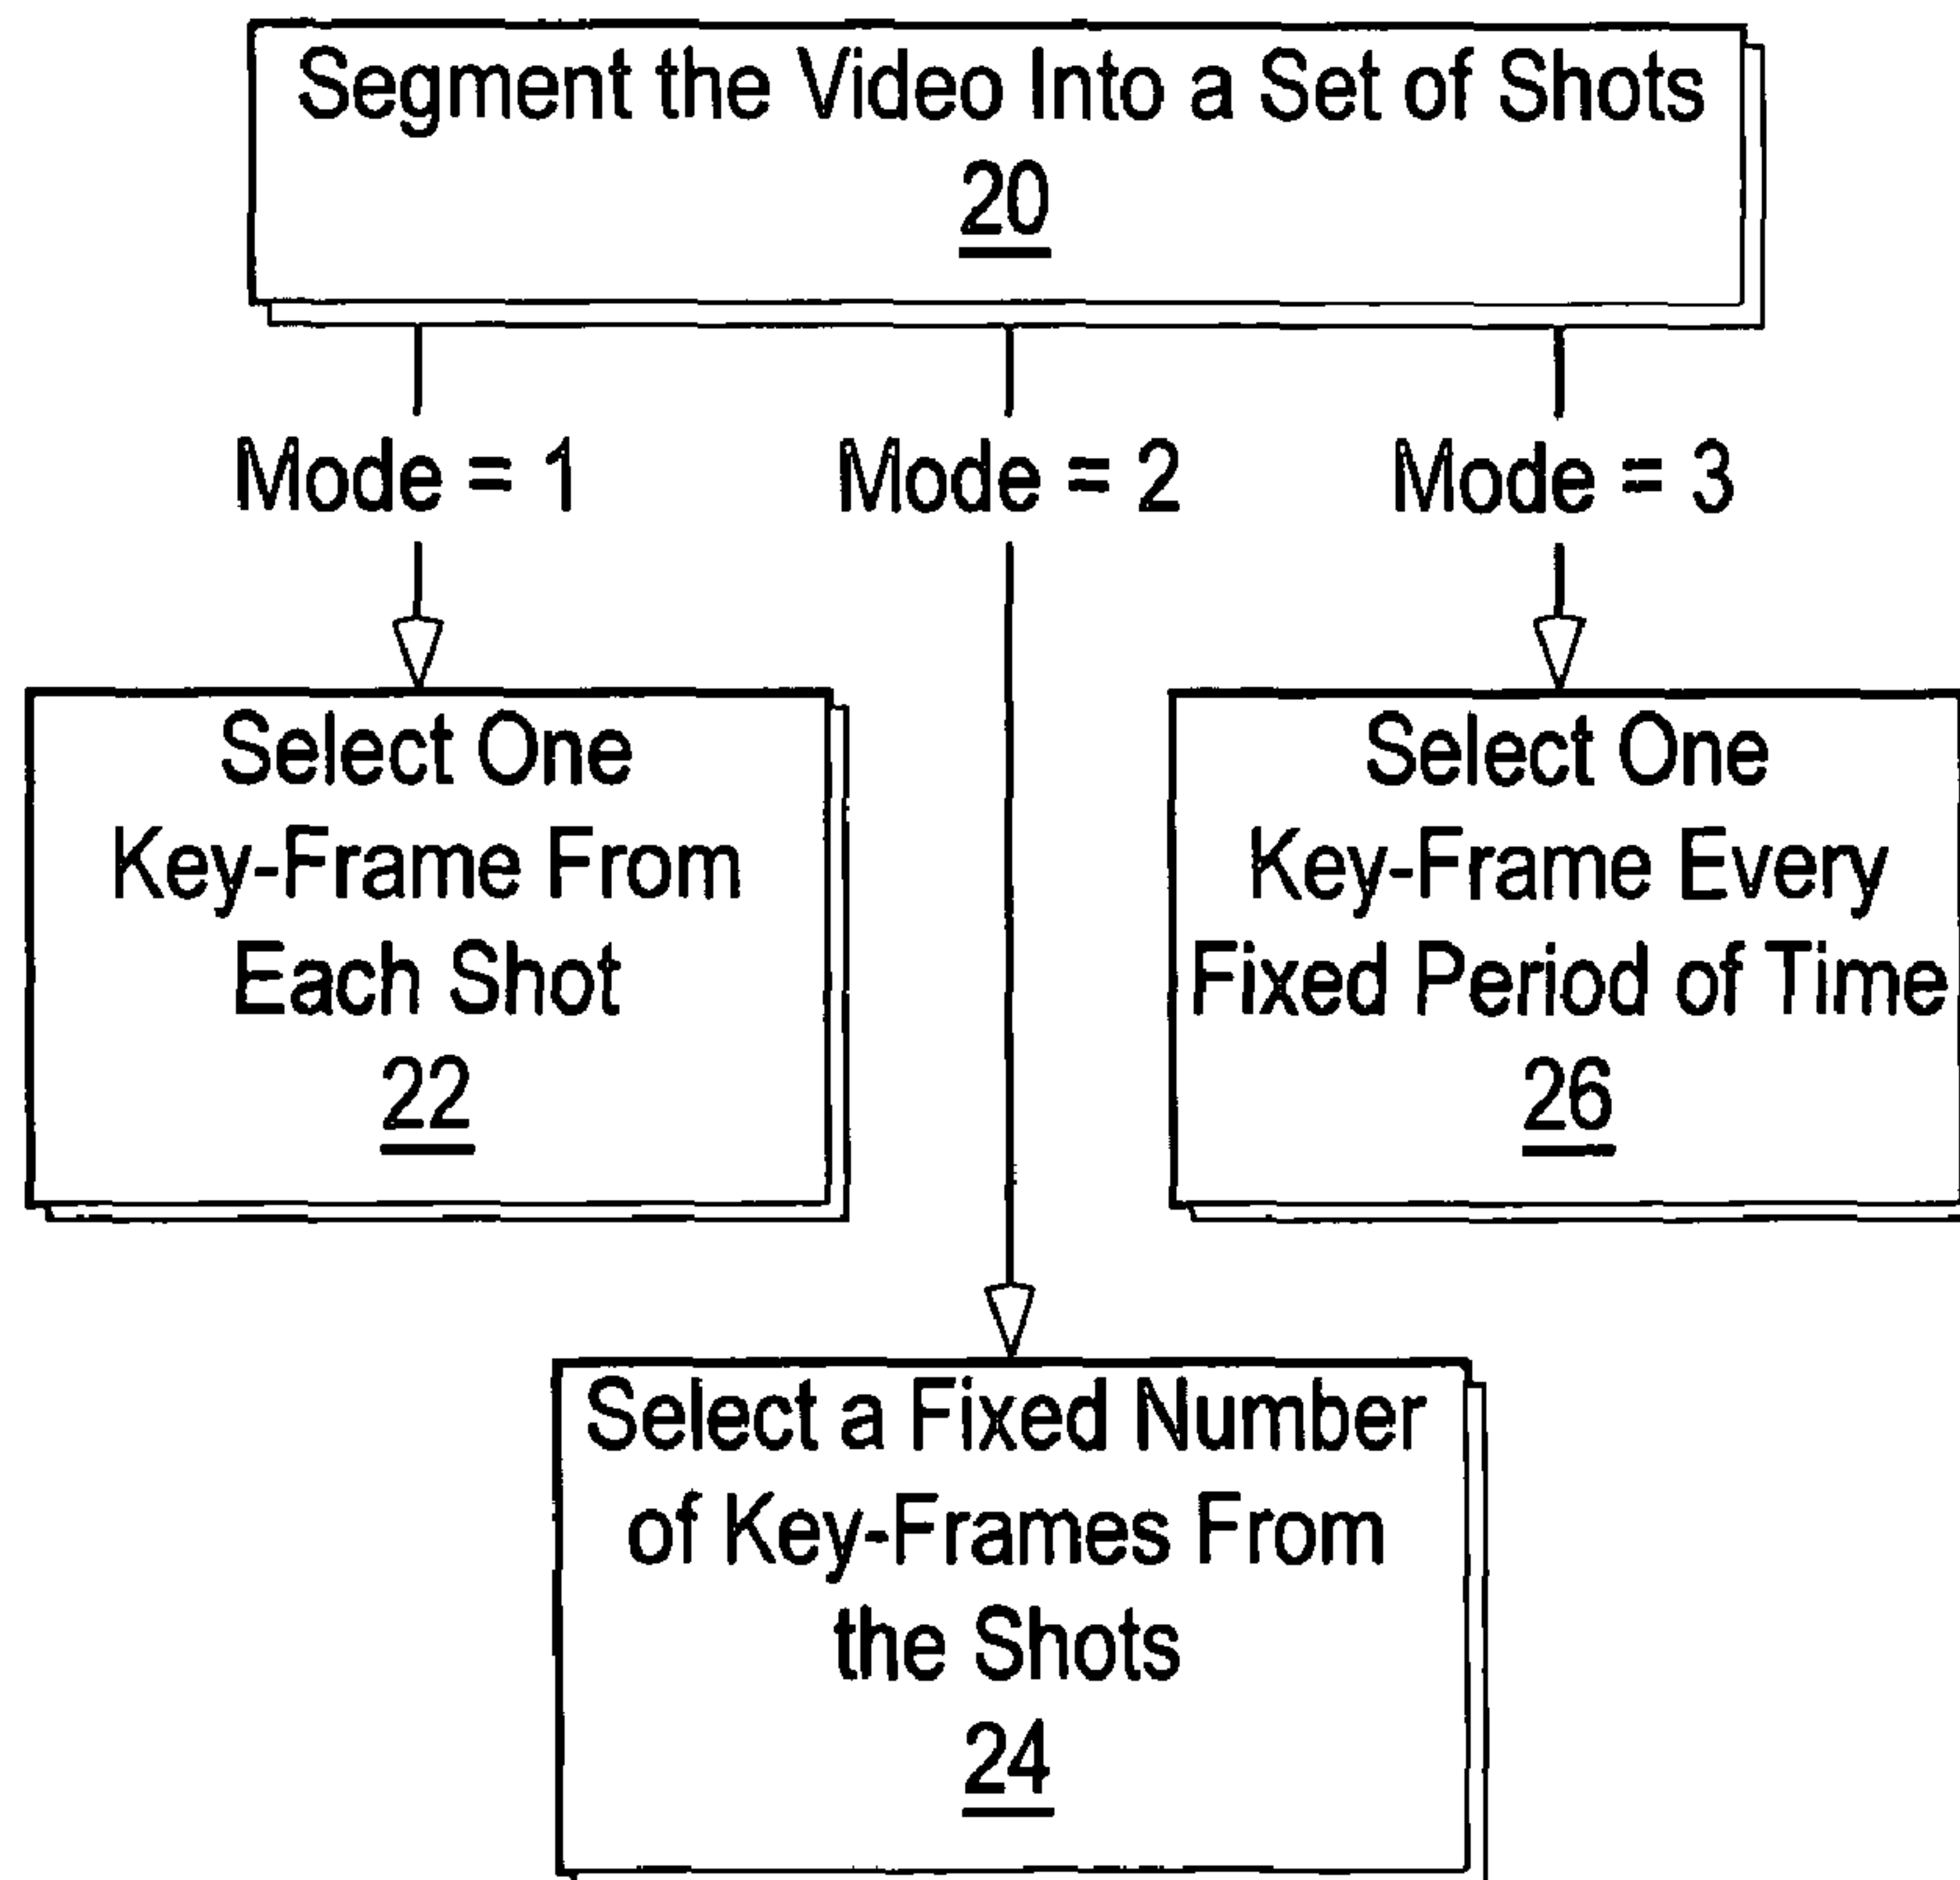 Segment the Video Into a Set of Shots
20
Mode = 1
Mode = 2
Mode = 3
Select One
Key-Frame From
Each Shot
22
Select One
Key-Frame Every
Fixed Period of Time
26
Select a Fixed Number
of Key-Frames From
the Shots
24